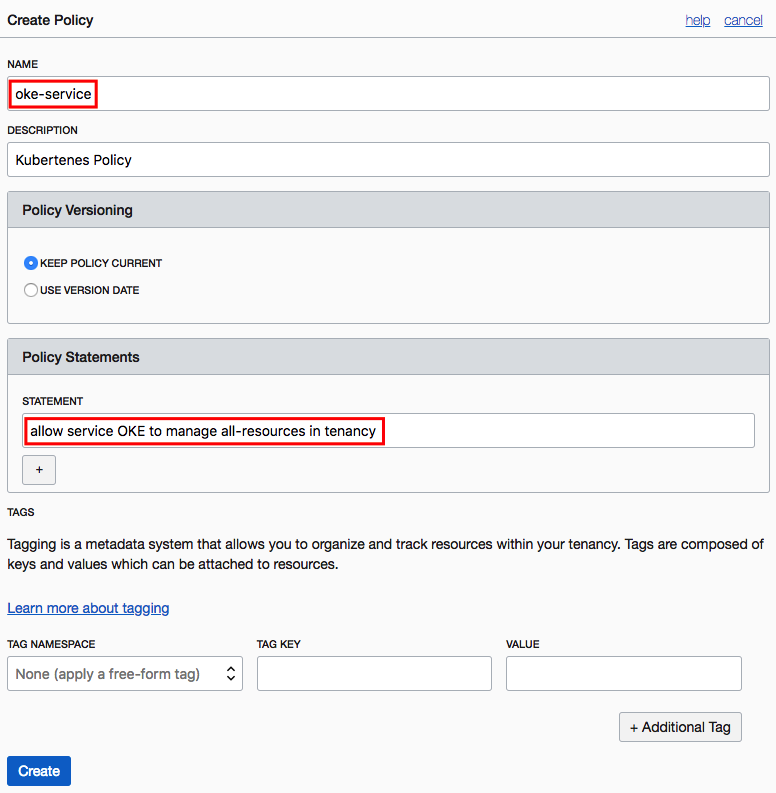 Create Policy help cancel
NAME
oke-service
DESCRIPTION
Kubertenes Policy
Policy Versioning
KEEP POLICY CURRENT
USE VERSION DATE
Policy Statements
STATEMENT
allow service OKE to manage all-resources in tenancy
+
TAGS
Tagging is a metadata system that allows you to organize and track resources within your tenancy. Tags are composed of
keys and values which can be attached to resources.
Learn more about tagging
TAG NAMESPACE TAG KEY VALUE
None (apply a free-form tag)
+ Additional Tag
Create